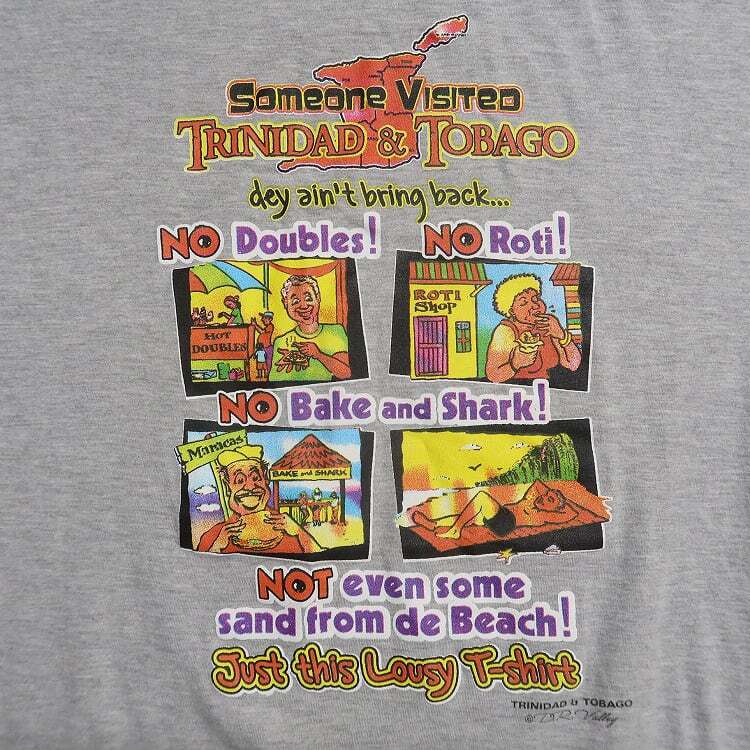 Someone Visited
TRINIDAD & TOBAGO
dey ain't bring back...
NO Doubles! NO Roti!
HOT
DOUBLES
ROTI
Shop
NO Bake and Shark!
Maracas
BAKE and SHARK
NOT even some
sand from de Beach!
Just this Lousy T-shirt
TRINIDAD & TOBAGO